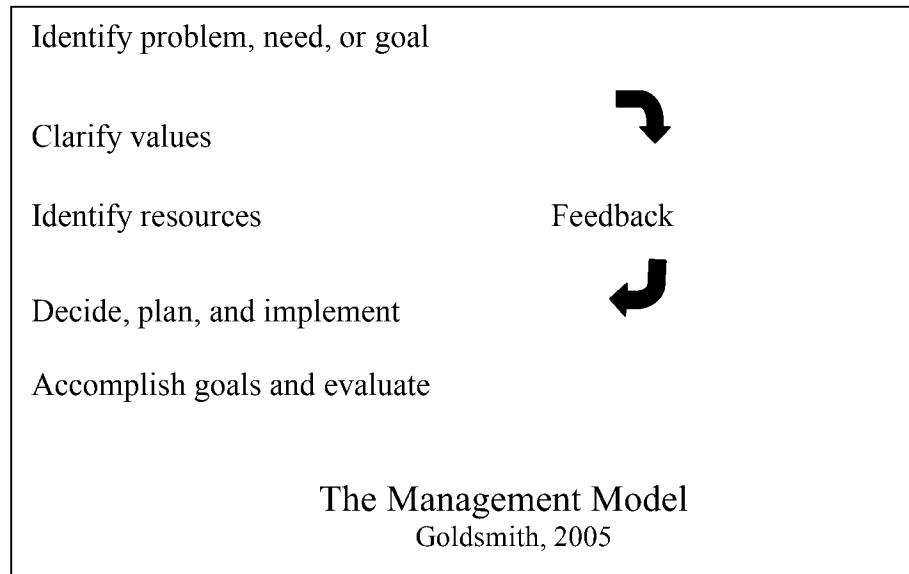 Identify problem, need, or goal
Clarify values
Identify resources
Feedback
Decide, plan, and implement
Accomplish goals and evaluate
The Management Model
Goldsmith, 2005